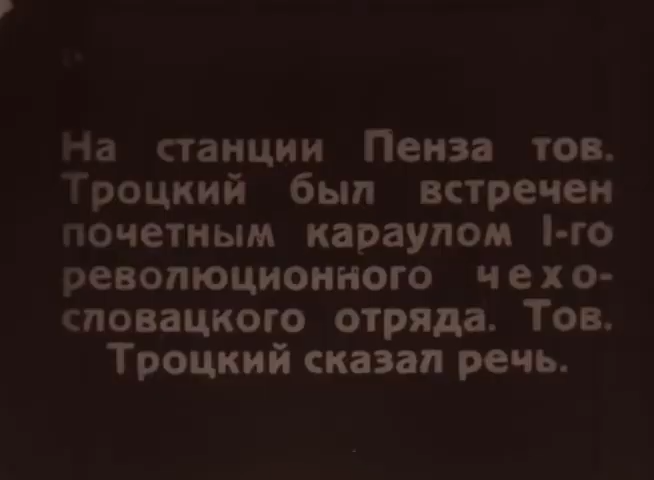 На станции Пенза тов.
Троцкий был встречен
почетным караулом I-го
революционного чехо-
словацкого отряда. Тов.
Троцкий сказал речь.